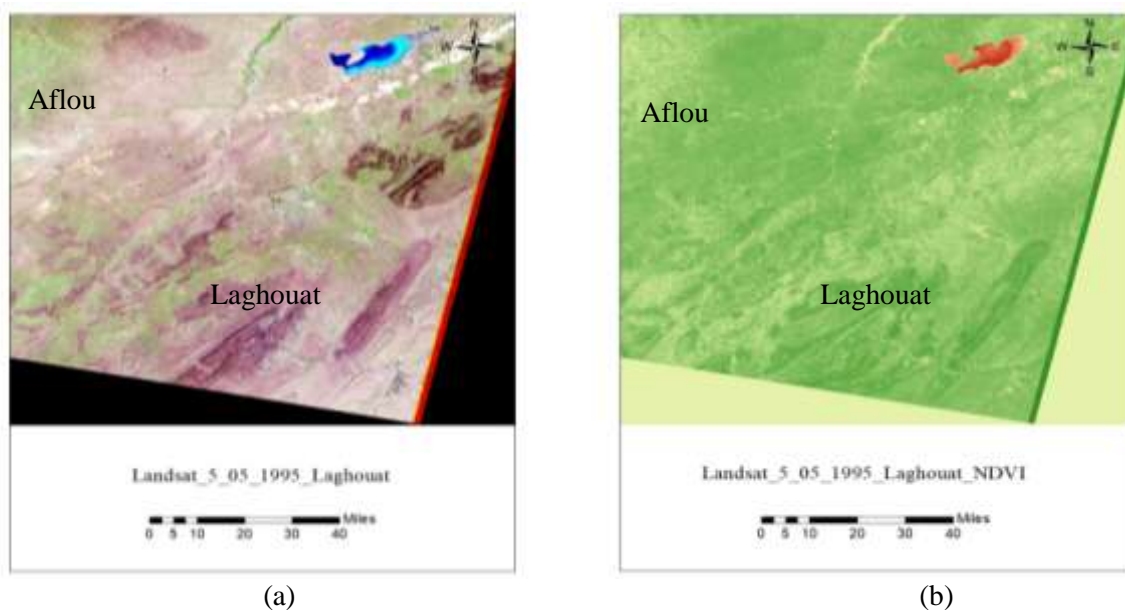 N
W E
S
Aflou
Laghouat
Landsat_5_05_1995_Laghouat
Miles
0 5 10 20 30 40
(a)
N
W E
S
Aflou
Laghouat
Landsat_5_05_1995_Laghouat_NDVI
Miles
0 5 10 20 30 40
(b)